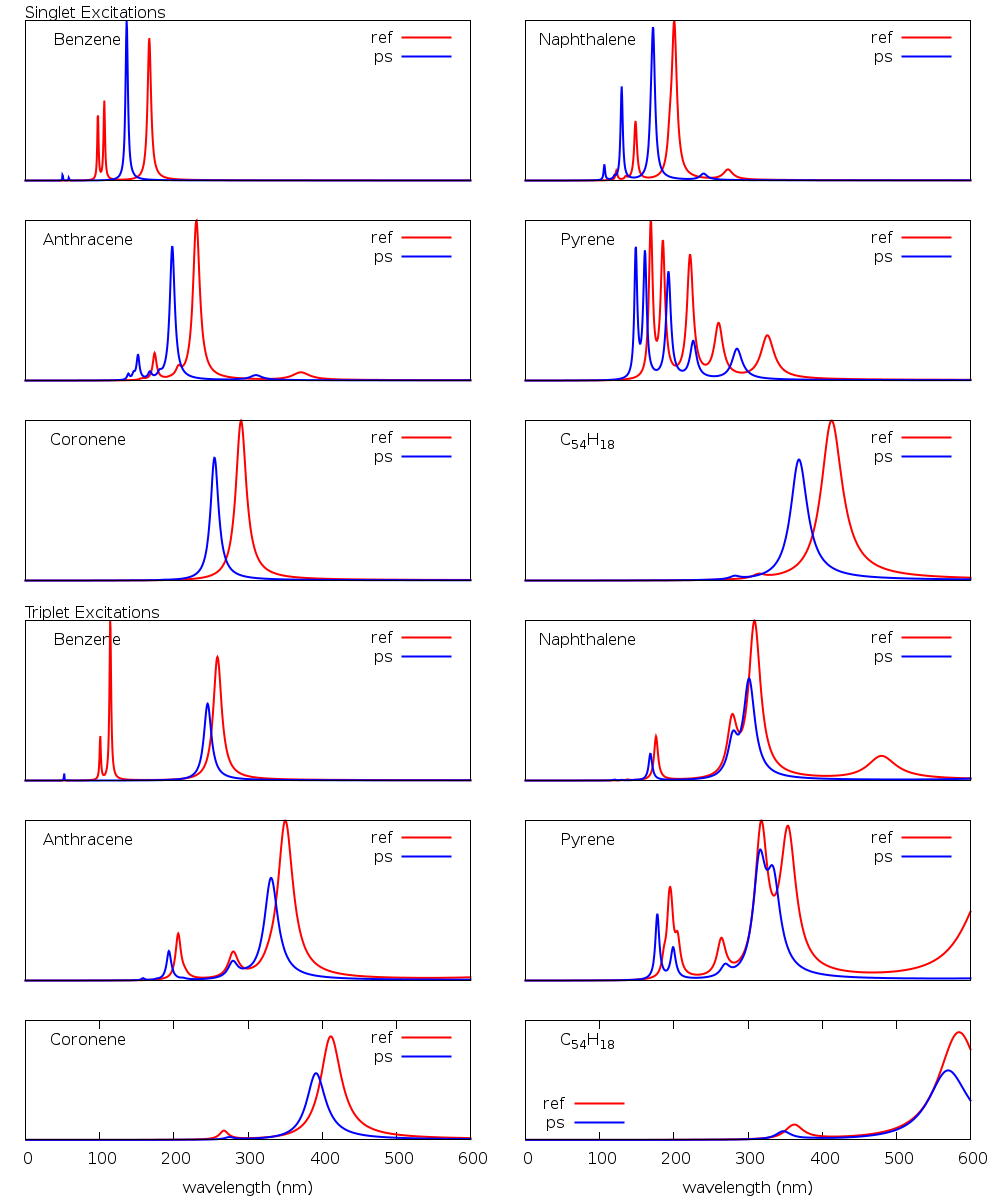 Singlet Excitations
Benzene
ref
ps
Naphthalene
ref
ps
Anthracene
ref
ps
Pyrene
ref
ps
Coronene
ref
ps
C54H18
ref
ps
Triplet Excitations
Benzene
ref
ps
Naphthalene
ref
ps
Anthracene
ref
ps
Pyrene
ref
ps
Coronene
ref
ps
C54H18
ref
ps
0 100 200 300 400 500 600
0 100 200 300 400 500 600
wavelength (nm)
wavelength (nm)